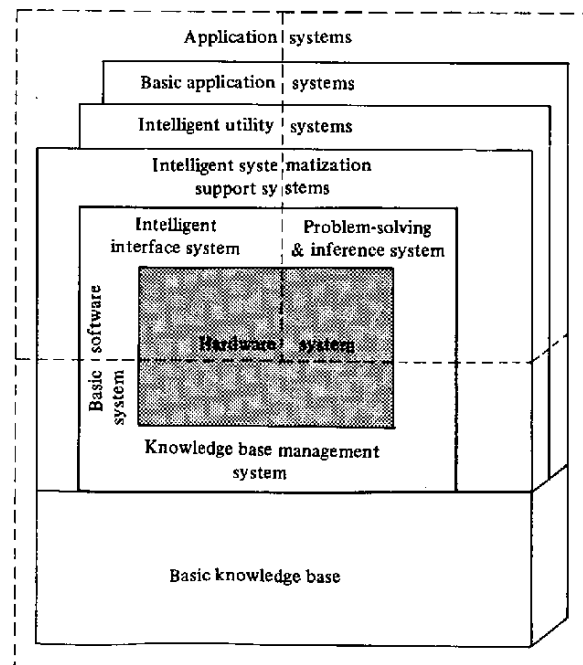 Application systems
Basic application systems
Intelligent utility systems
Intelligent systematization
support systems
Intelligent
interface system
Problem-solving
& inference system
Basic software
system
Hardware system
Knowledge base management
system
Basic knowledge base